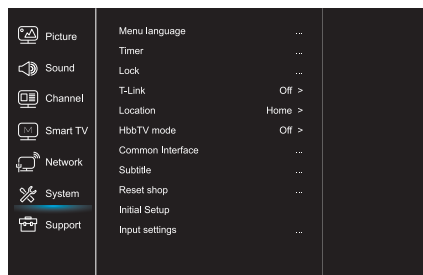 Picture
Sound
Channel
Smart TV
Network
System
Support
Menu language ...
Timer ...
Lock ...
T-Link Off >
Location Home >
HbbTV mode Off >
Common Interface ...
Subtitle ...
Reset shop ...
Initial Setup
Input settings ...